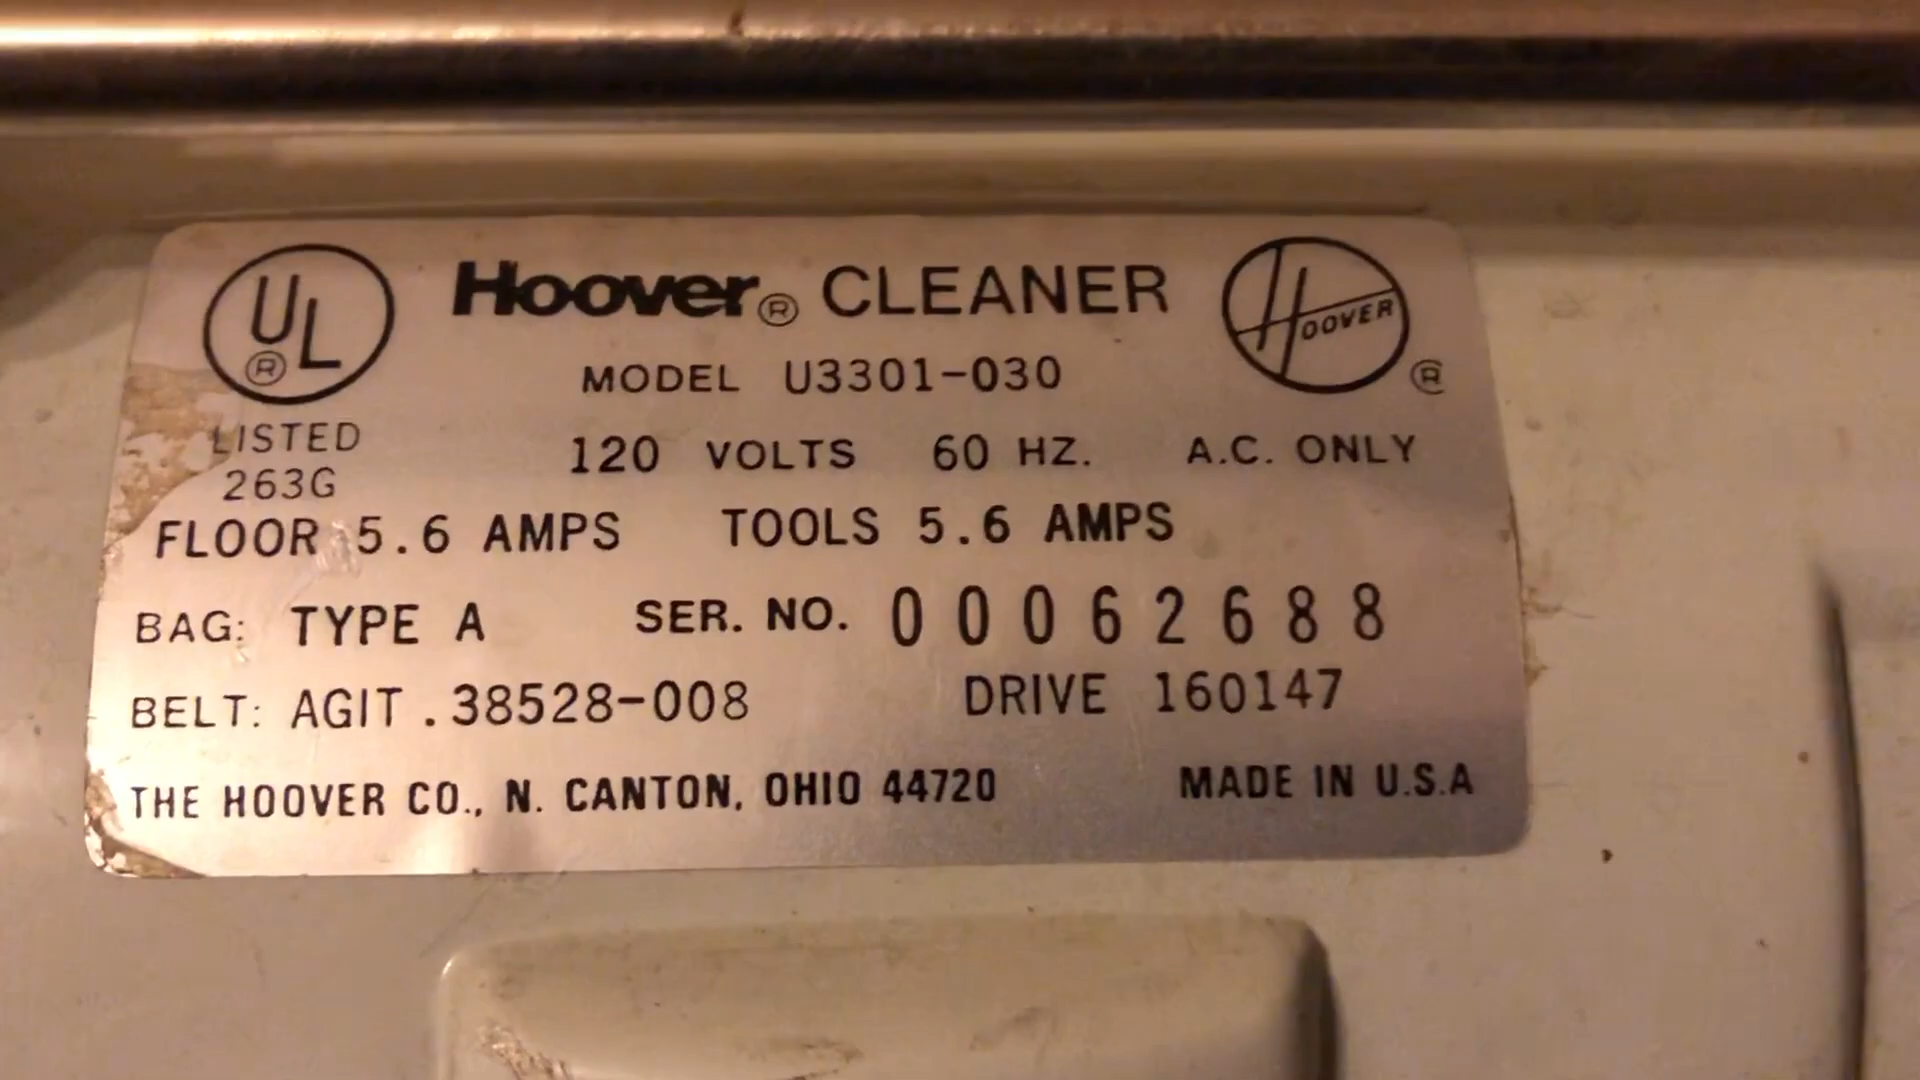 UL® Hoover® CLEANER HOOVER®
MODEL U3301-030
LISTED 120 VOLTS 60 HZ. A.C. ONLY
263G
FLOOR 5.6 AMPS TOOLS 5.6 AMPS
BAG: TYPE A SER. NO. 00062688
BELT: AGIT.38528-008 DRIVE 160147
THE HOOVER CO., N. CANTON, OHIO 44720 MADE IN U.S.A